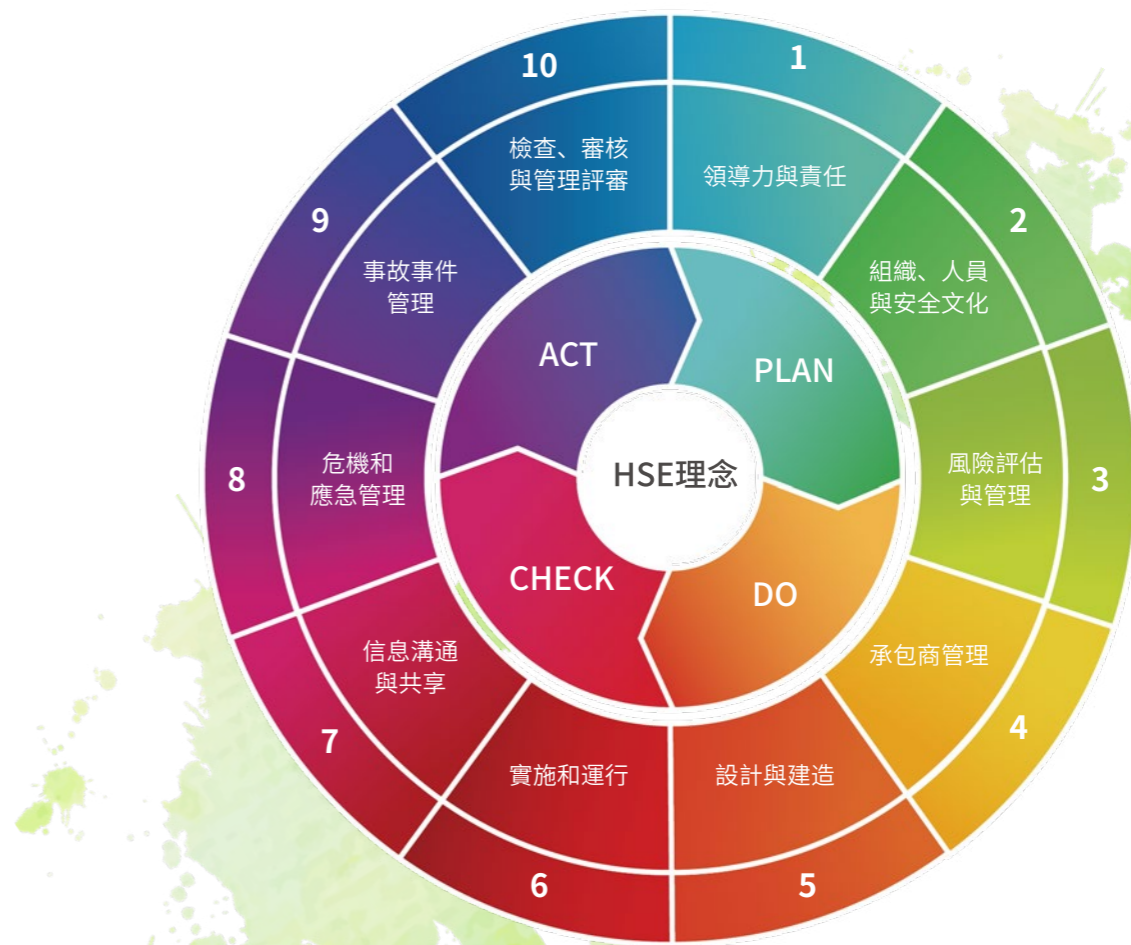 1
領導力與責任
2
組織、人員
與安全文化
3
風險評估
與管理
4
承包商管理
5
設計與建造
6
實施和運行
7
信息溝通
與共享
8
危機和
應急管理
9
事故事件
管理
10
檢查、審核
與管理評審
PLAN
DO
CHECK
ACT
HSE理念